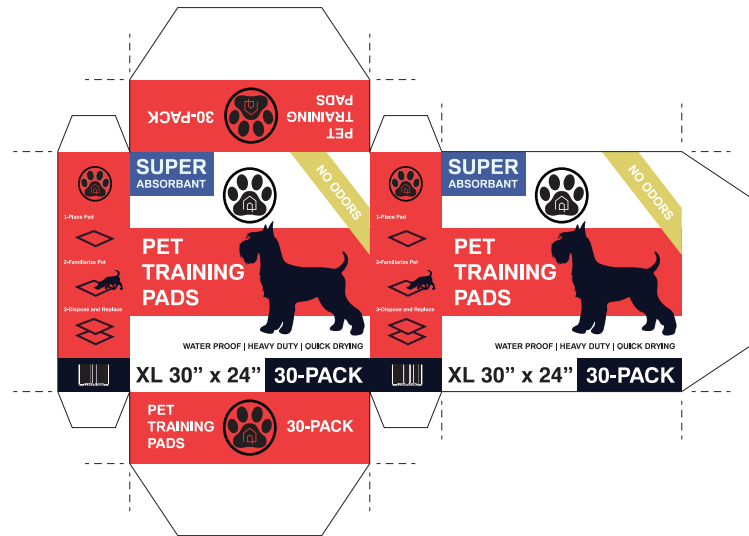 PET
TRAINING
PADS
30-PACK
SUPER
ABSORBANT
NO ODORS
PET
TRAINING
PADS
WATER PROOF | HEAVY DUTY | QUICK DRYING
XL 30” x 24”
30-PACK
1-Place Pad
2-Familiarize Pet
3-Dispose and Replace
SUPER
ABSORBANT
NO ODORS
PET
TRAINING
PADS
WATER PROOF | HEAVY DUTY | QUICK DRYING
XL 30” x 24”
30-PACK
1-Place Pad
2-Familiarize Pet
3-Dispose and Replace
PET
TRAINING
PADS
30-PACK